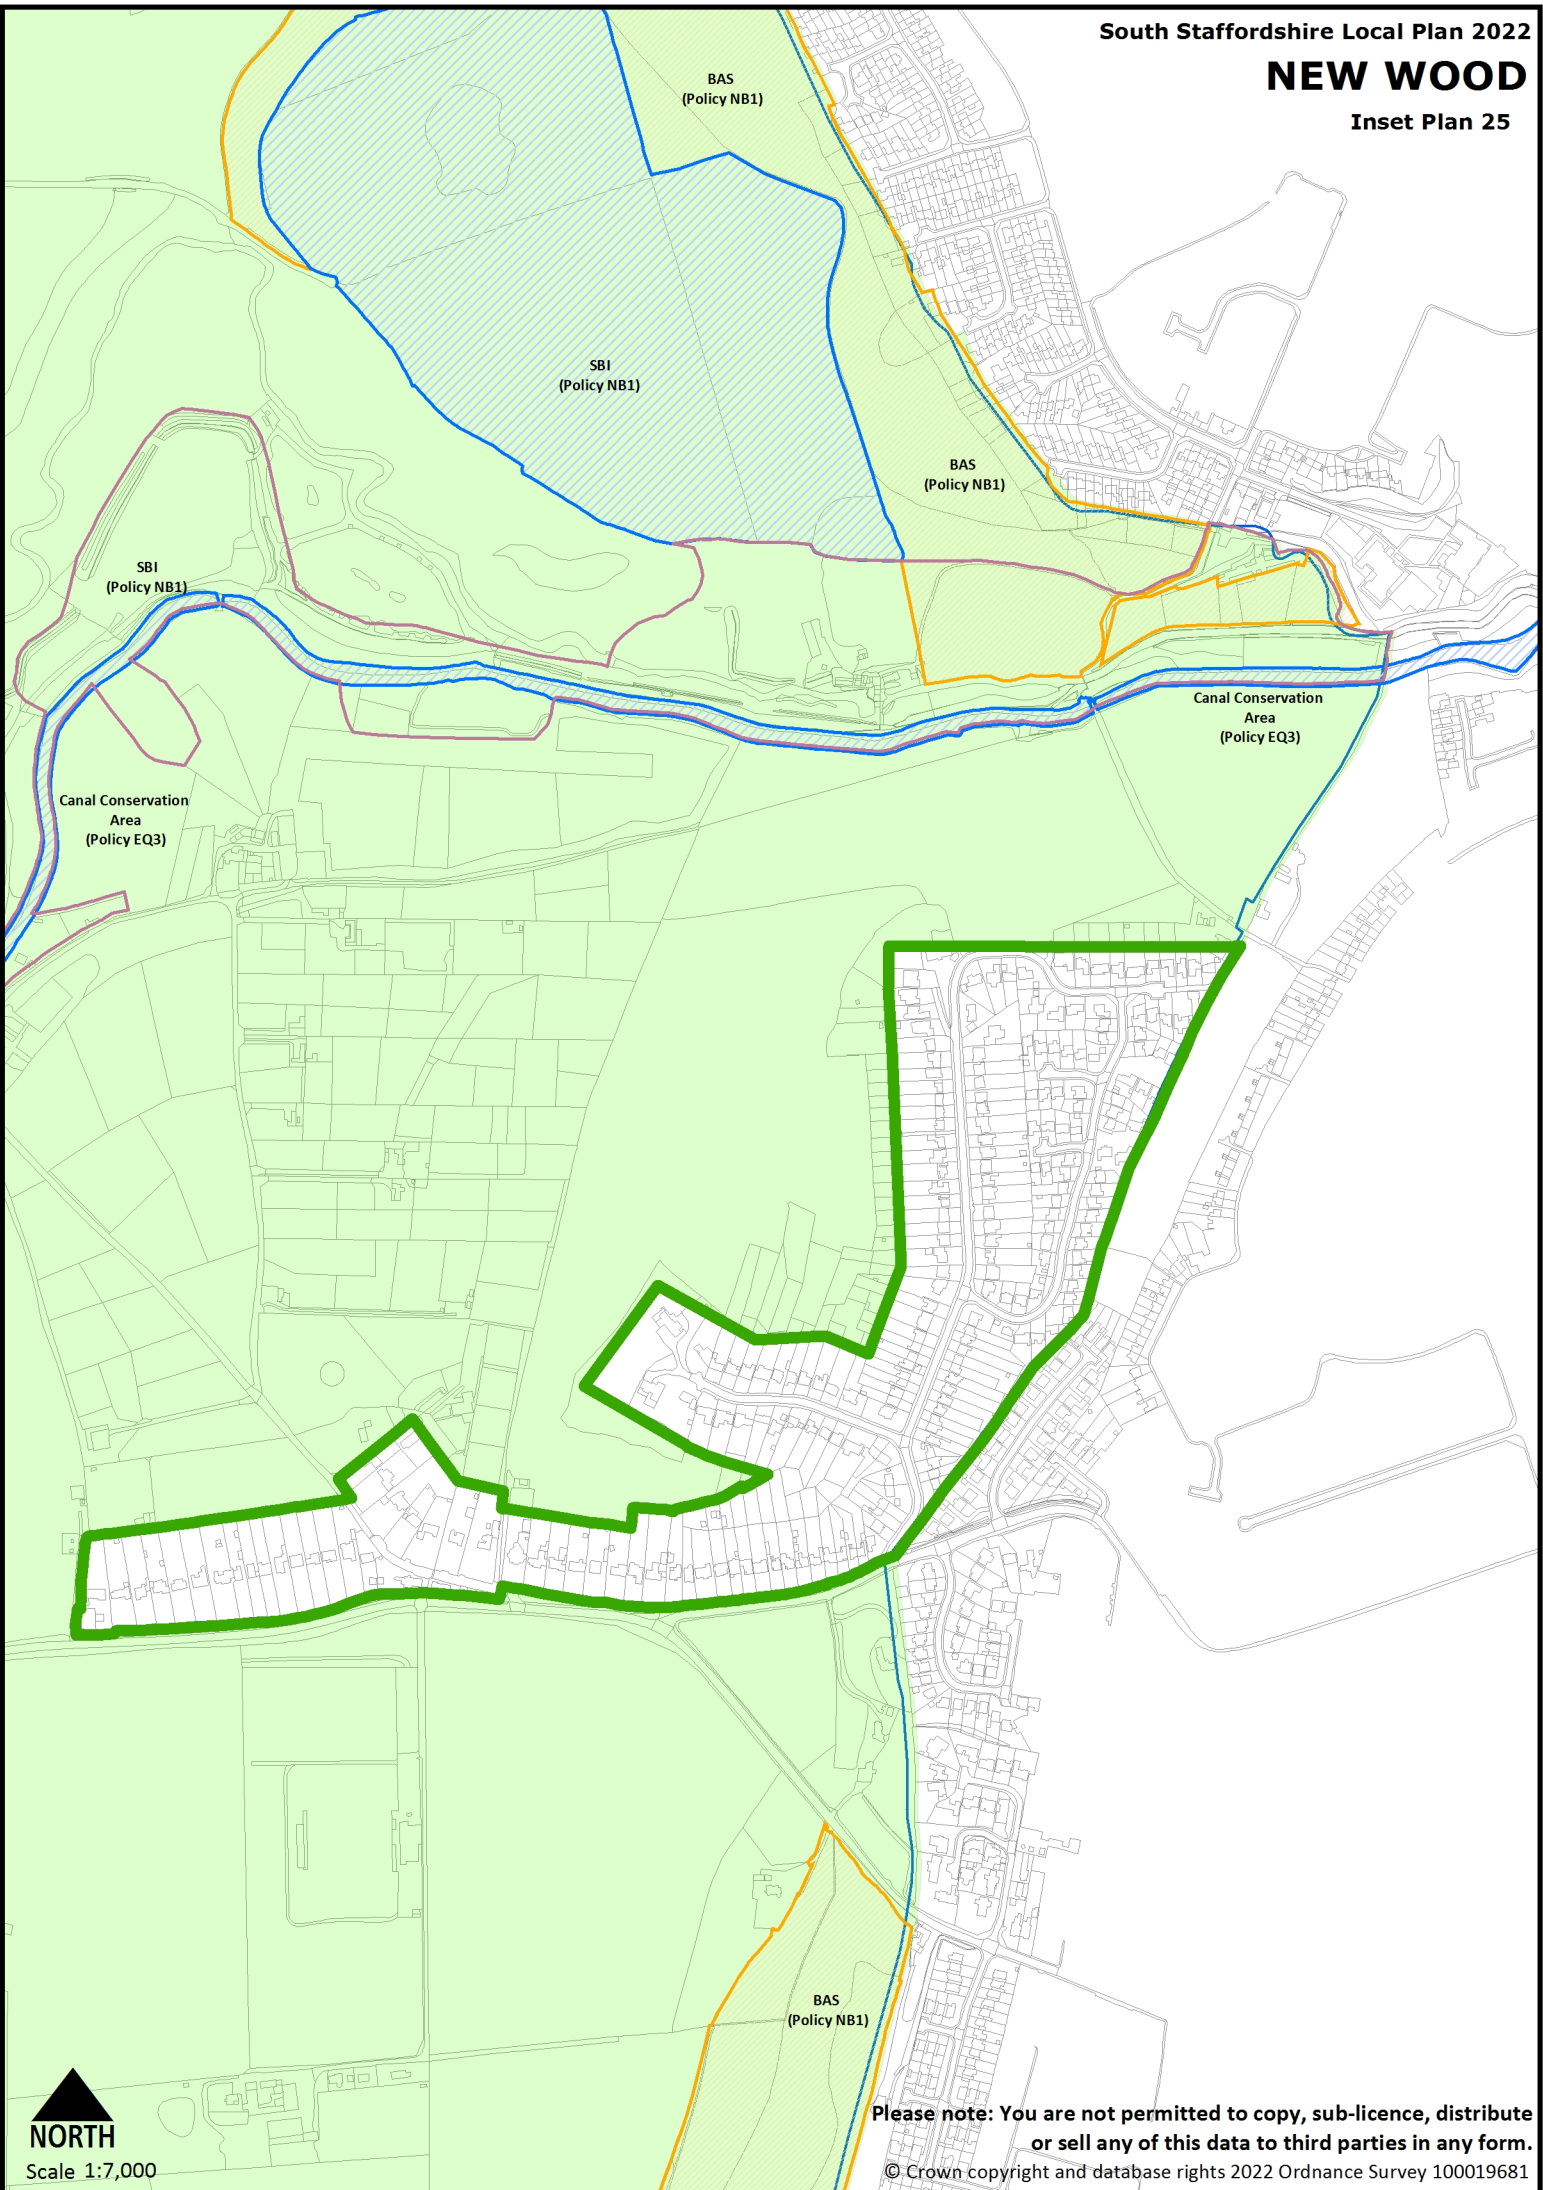 South Staffordshire Local Plan 2022
NEW WOOD
Inset Plan 25
BAS
(Policy NB1)
SBI
(Policy NB1)
BAS
(Policy NB1)
SBI
(Policy NB1)
Canal Conservation
Area
(Policy EQ3)
Canal Conservation
Area
(Policy EQ3)
BAS
(Policy NB1)
NORTH
Scale 1:7,000
Please note: You are not permitted to copy, sub-licence, distribute
or sell any of this data to third parties in any form.
© Crown copyright and database rights 2022 Ordnance Survey 100019681